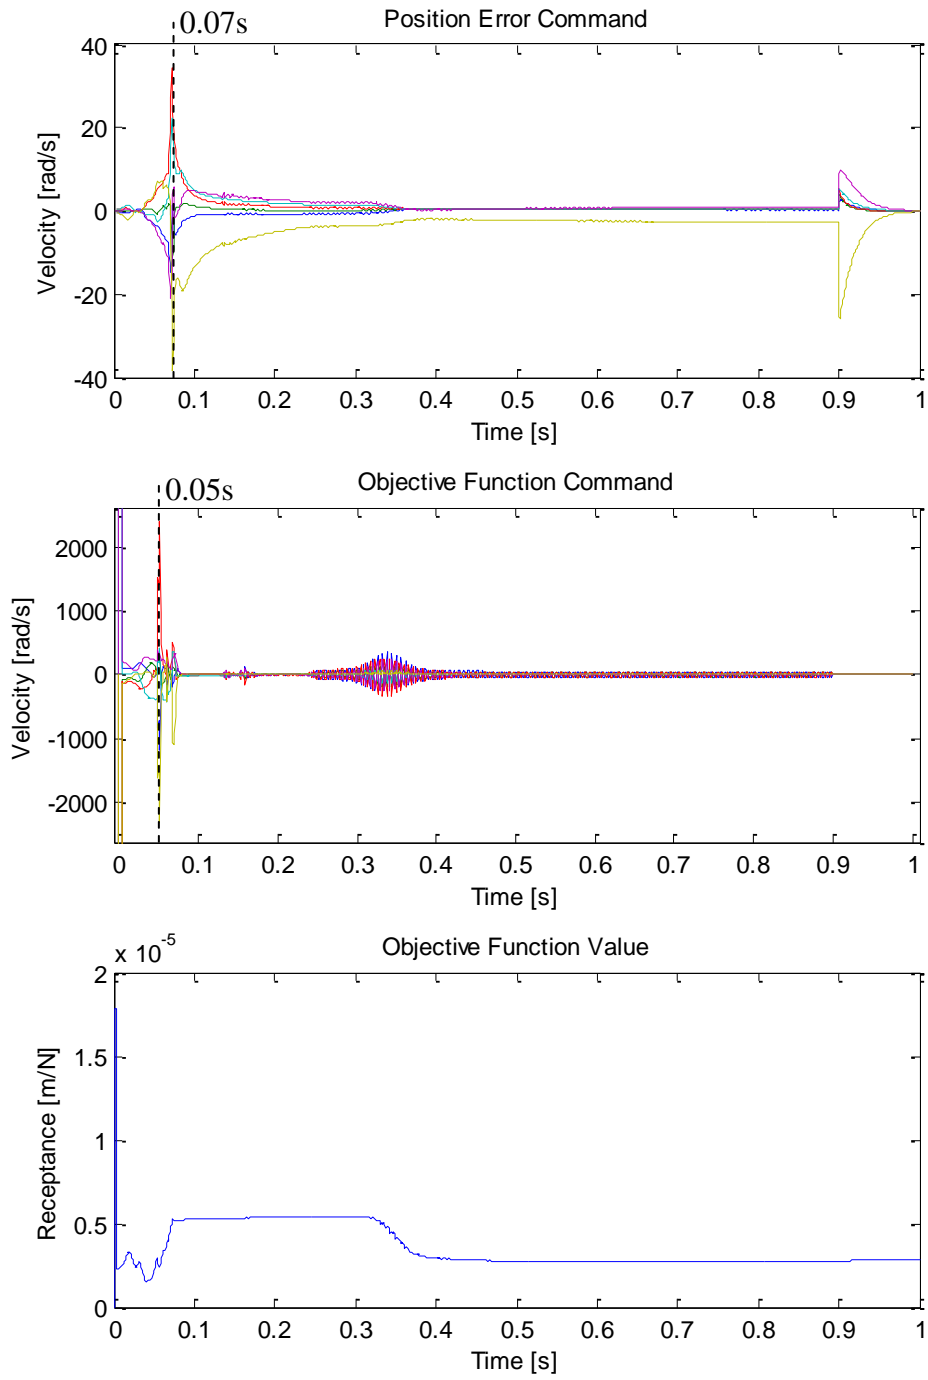 Position Error Command
0.07s
40
20
0
-20
-40
Velocity [rad/s]
0 0.1 0.2 0.3 0.4 0.5 0.6 0.7 0.8 0.9 1
Time [s]
Objective Function Command
0.05s
2000
1000
0
-1000
-2000
Velocity [rad/s]
0 0.1 0.2 0.3 0.4 0.5 0.6 0.7 0.8 0.9 1
Time [s]
x 10^-5
Objective Function Value
2
1.5
1
0.5
0
Receptance [m/N]
0 0.1 0.2 0.3 0.4 0.5 0.6 0.7 0.8 0.9 1
Time [s]